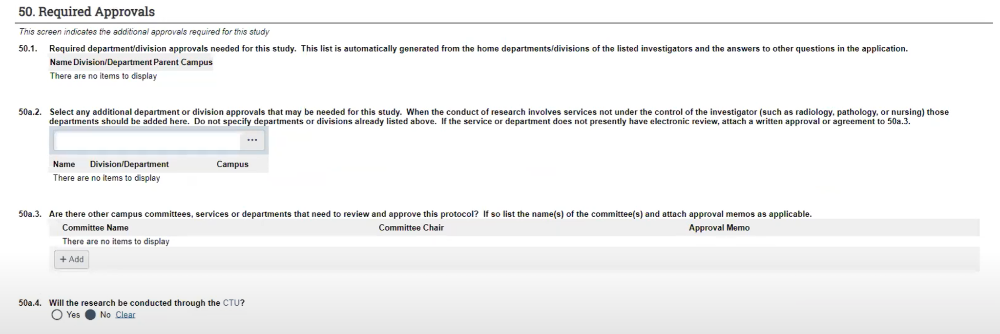 50. Required Approvals
This screen indicates the additional approvals required for this study
50.1. Required department/division approvals needed for this study. This list is automatically generated from the home departments/divisions of the listed investigators and the answers to other questions in the application.
Name Division/Department Parent Campus
There are no items to display
50a.2. Select any additional department or division approvals that may be needed for this study. When the conduct of research involves services not under the control of the investigator (such as radiology, pathology, or nursing) those
departments should be added here. Do not specify departments or divisions already listed above. If the service or department does not presently have electronic review, attach a written approval or agreement to 50a.3.
...
Name Division/Department Campus
There are no items to display
50a.3. Are there other campus committees, services or departments that need to review and approve this protocol? If so list the name(s) of the committee(s) and attach approval memos as applicable.
Committee Name Committee Chair Approval Memo
There are no items to display
+ Add
50a.4. Will the research be conducted through the CTU?
Yes No Clear